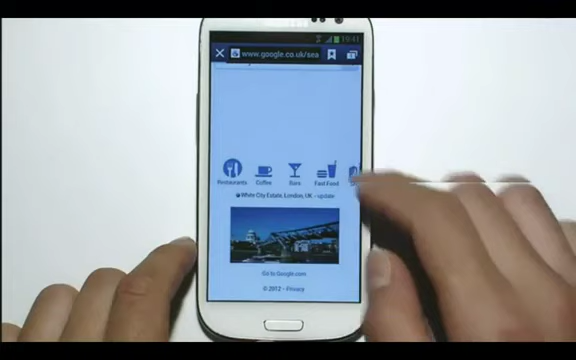 19:41
www.google.co.uk/sea
Restaurants Coffee Bars Fast Food
White City Estate, London, UK - update
Go to Google.com
© 2012 - Privacy